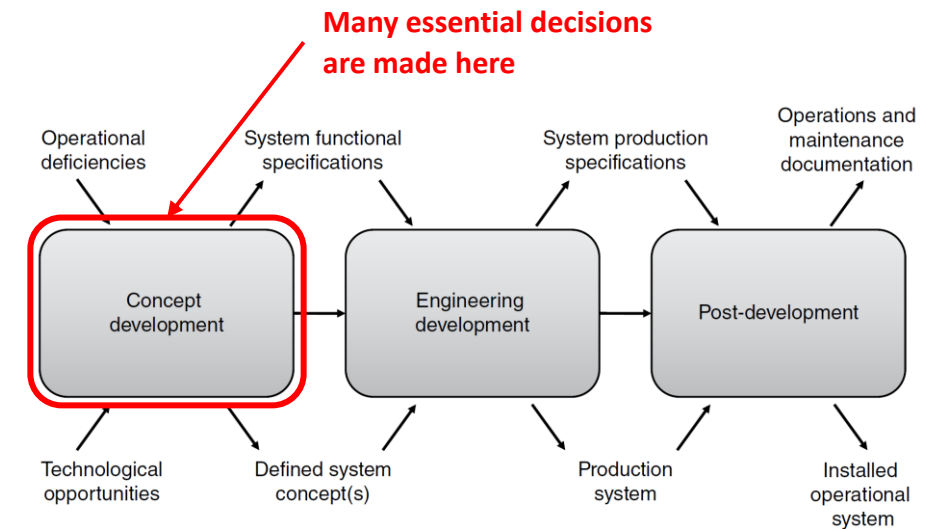 Many essential decisions
are made here
Operational
deficiencies
System functional
specifications
System production
specifications
Operations and
maintenance
documentation
Concept
development
Engineering
development
Post-development
Technological
opportunities
Defined system
concept(s)
Production
system
Installed
operational
system